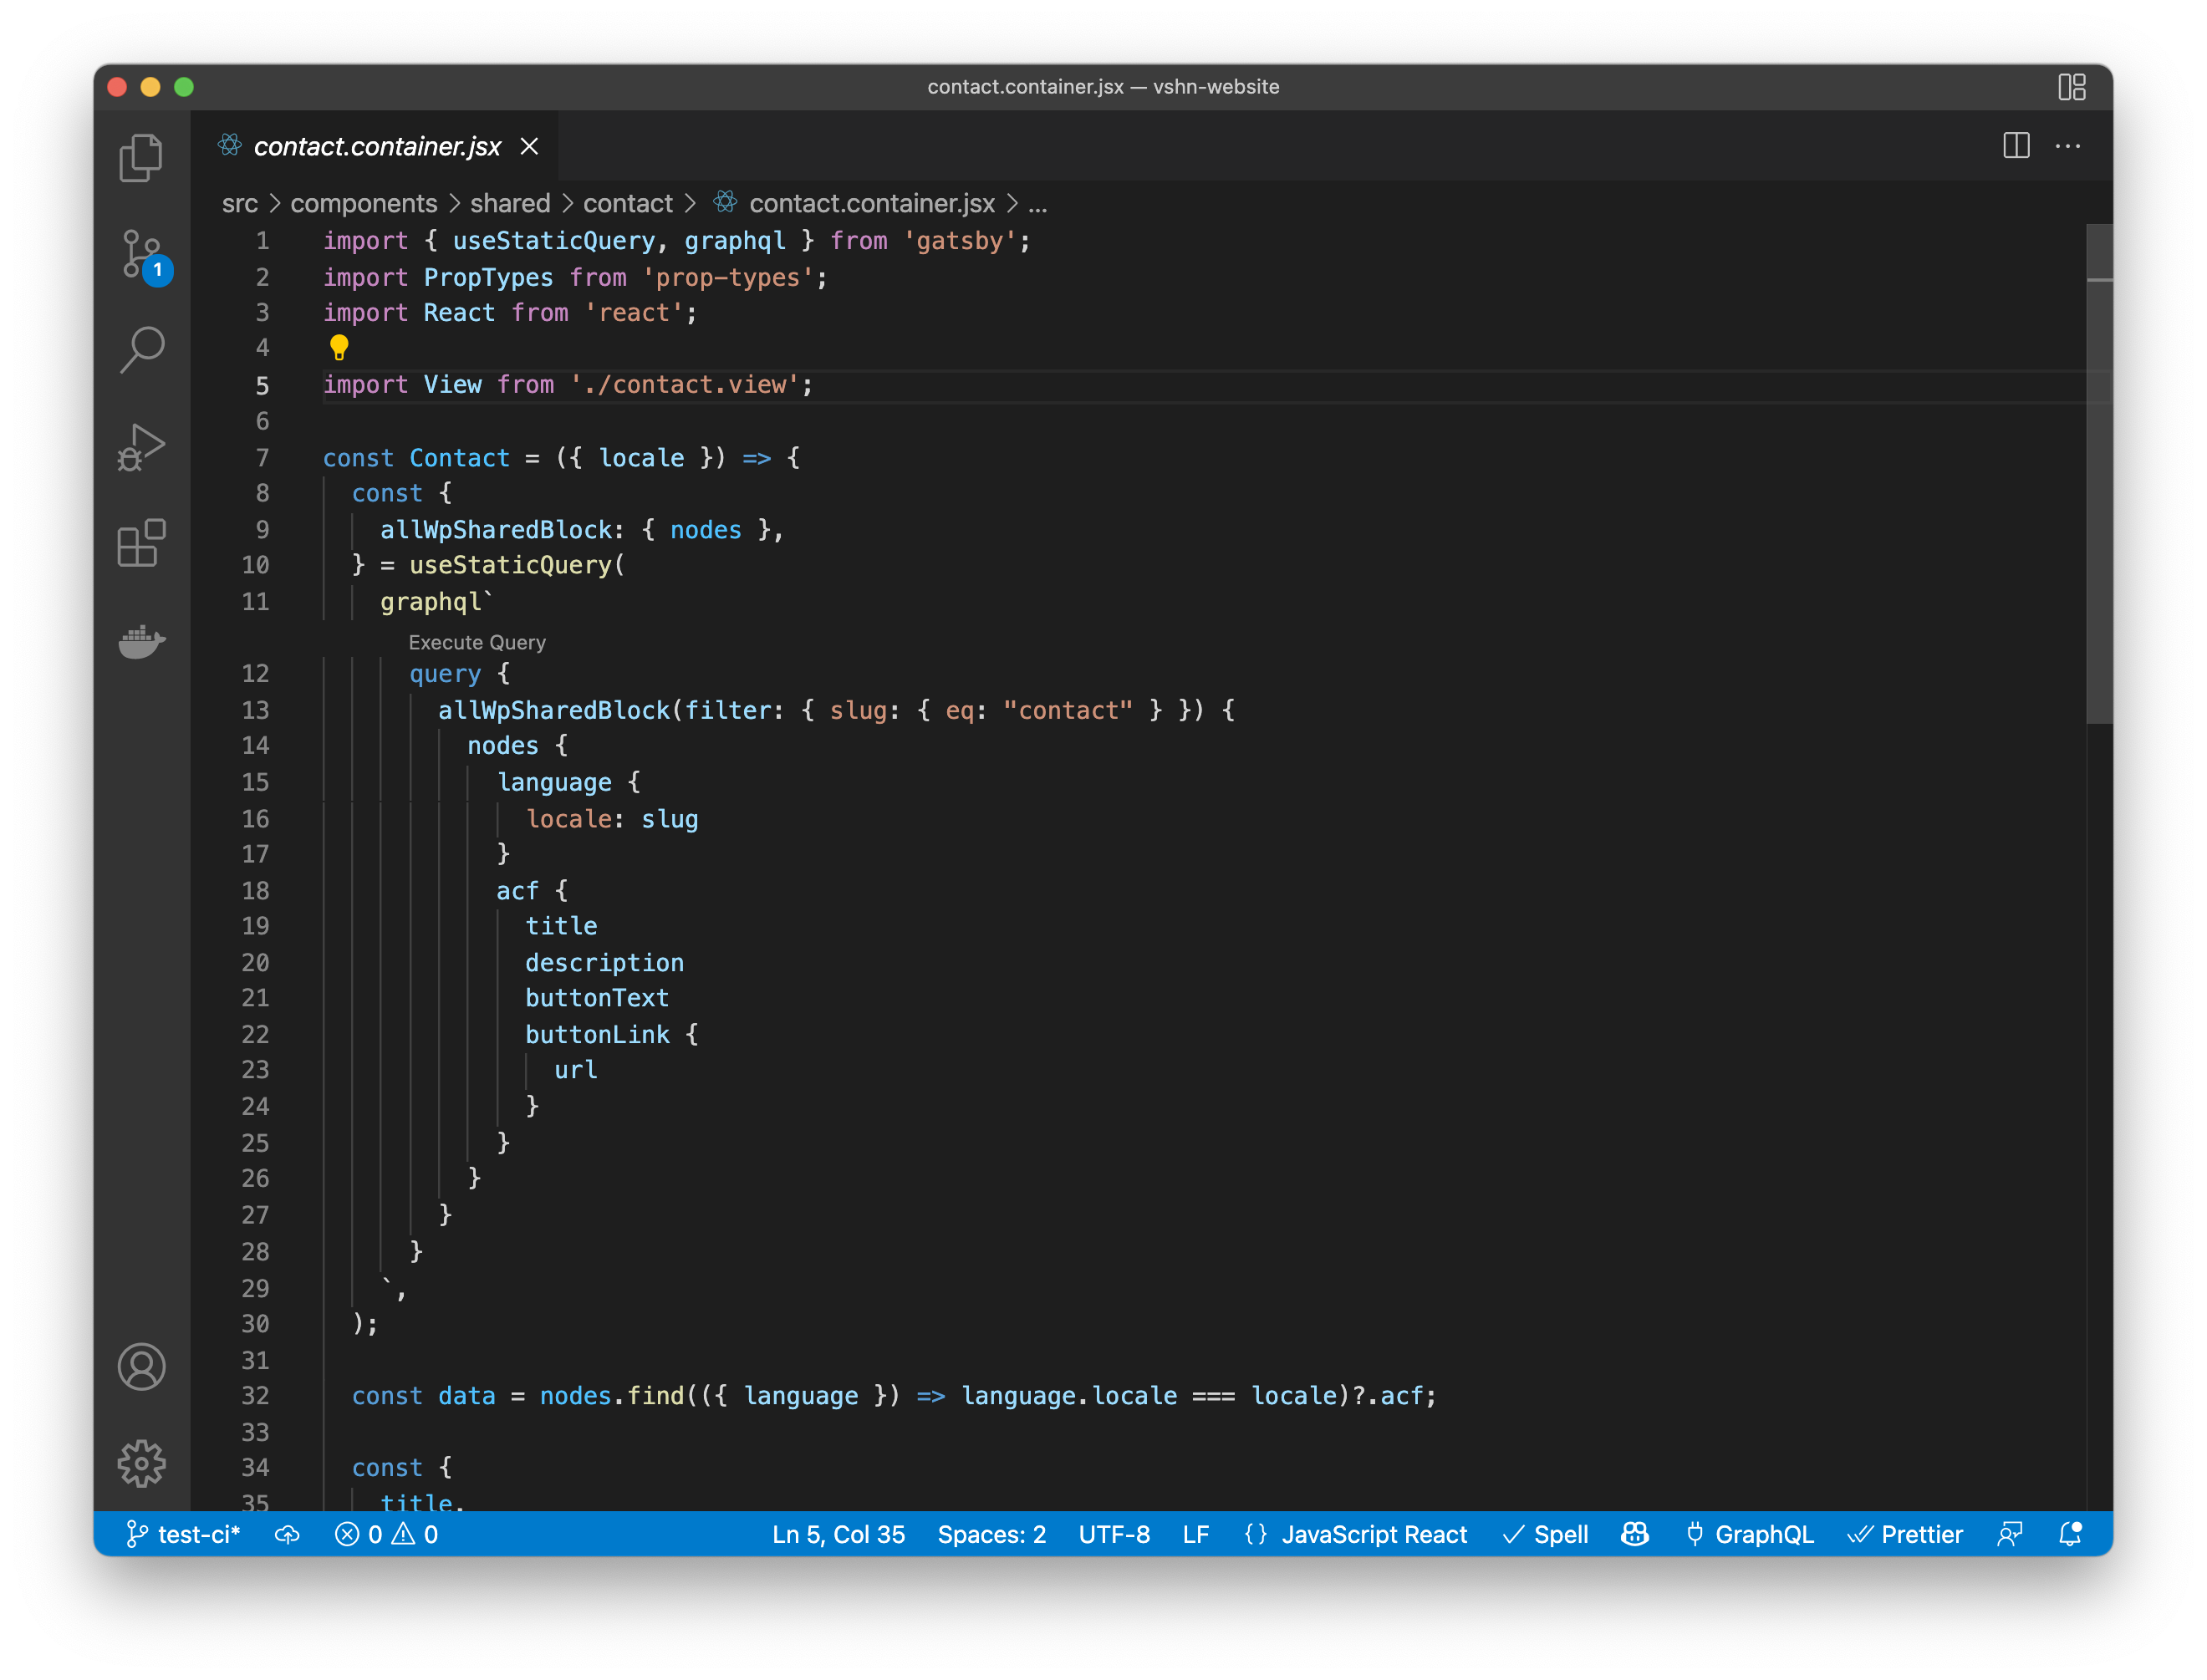 contact.container.jsx — vshn-website
contact.container.jsx
src > components > shared > contact > contact.container.jsx > ...
1 import { useStaticQuery, graphql } from 'gatsby';
2 import PropTypes from 'prop-types';
3 import React from 'react';
4
5 import View from './contact.view';
6
7 const Contact = ({ locale }) => {
8 const {
9 allWpSharedBlock: { nodes },
10 } = useStaticQuery(
11 graphql`
Execute Query
12 query {
13 allWpSharedBlock(filter: { slug: { eq: "contact" } }) {
14 nodes {
15 language {
16 locale: slug
17 }
18 acf {
19 title
20 description
21 buttonText
22 buttonLink {
23 url
24 }
25 }
26 }
27 }
28 }
29 `,
30 );
31
32 const data = nodes.find(({ language }) => language.locale === locale)?.acf;
33
34 const {
35 title,
1
test-ci* 0 0 Ln 5, Col 35 Spaces: 2 UTF-8 LF {} JavaScript React Spell GraphQL Prettier